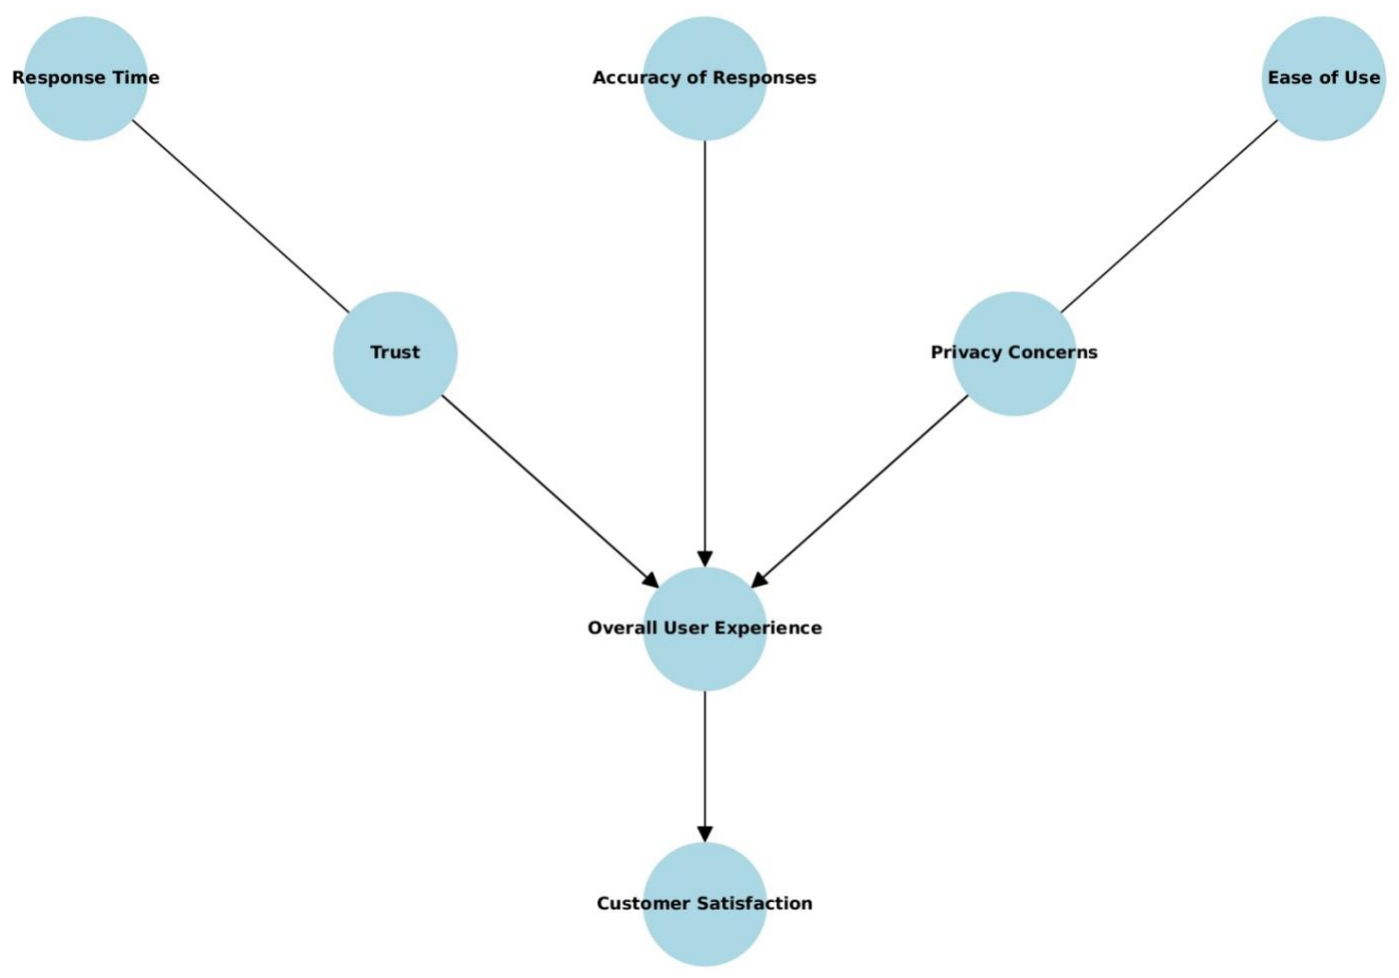 Response Time
Accuracy of Responses
Ease of Use
Trust
Privacy Concerns
Overall User Experience
Customer Satisfaction